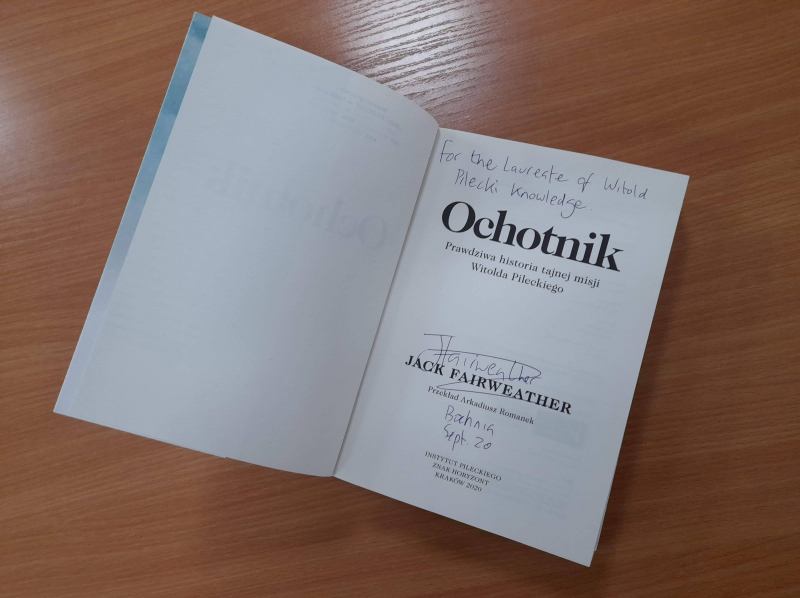 For the Laureate of Witold
Pilecki Knowledge.
Ochotnik
Prawdziwa historia tajnej misji
Witolda Pileckiego
JFairweather
JACK FAIRWEATHER
Przekład Arkadiusz Romanek
Bochnia
Sept. 20
INSTYTUT PILECKIEGO
ZNAK HORYZONT
KRAKÓW 2020